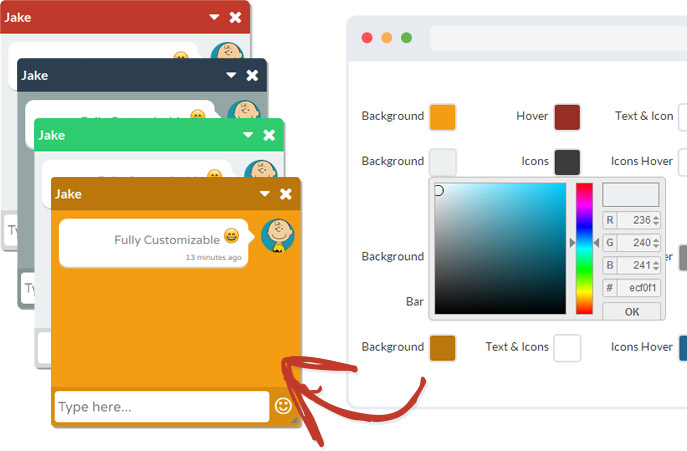 Jake
Jake
Jake
Jake
Fully Customizable
13 minutes ago
Type here...
Background
Hover
Text & Icon
Background
Icons
Icons Hover
R 236
G 240
B 241
# ecf0f1
OK
Background
Bar
Background
Text & Icons
Icons Hover